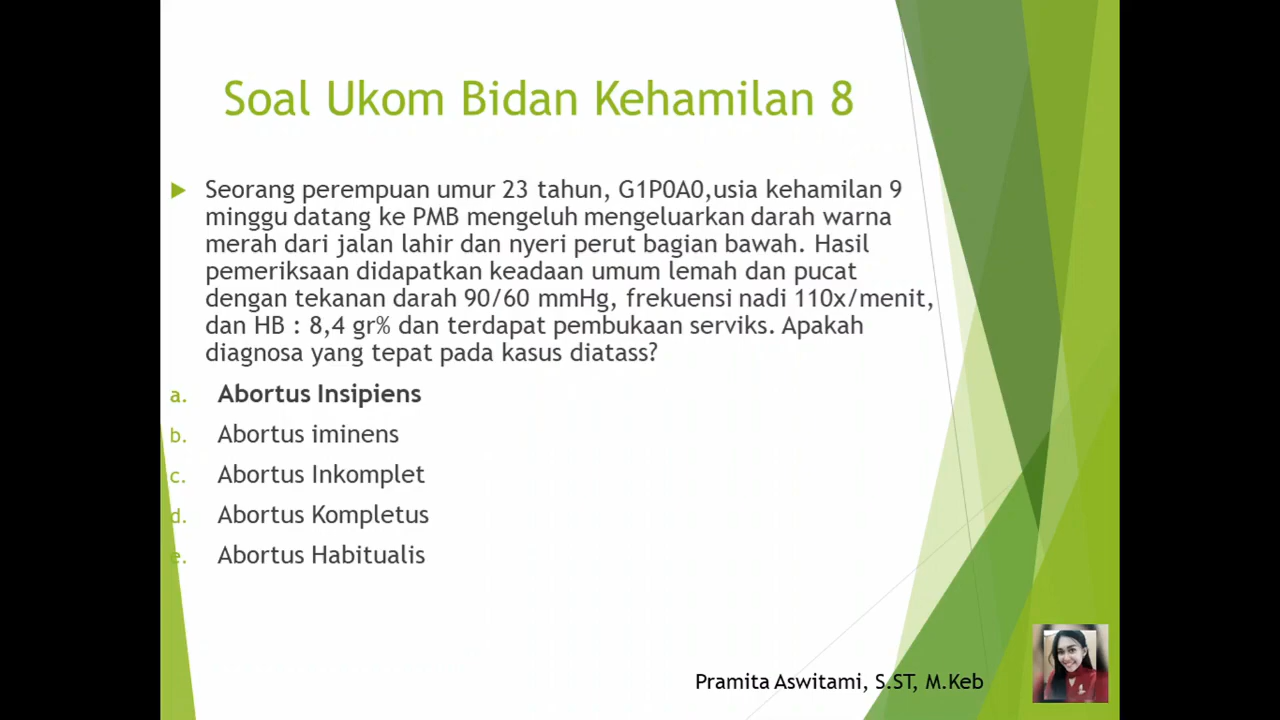 Soal Ukom Bidan Kehamilan 8
Seorang perempuan umur 23 tahun, G1P0A0,usia kehamilan 9
minggu datang ke PMB mengeluh mengeluarkan darah warna
merah dari jalan lahir dan nyeri perut bagian bawah. Hasil
pemeriksaan didapatkan keadaan umum lemah dan pucat
dengan tekanan darah 90/60 mmHg, frekuensi nadi 110x/menit,
dan HB : 8,4 gr% dan terdapat pembukaan serviks. Apakah
diagnosa yang tepat pada kasus diatass?
a. Abortus Insipiens
b. Abortus iminens
c. Abortus Inkomplet
d. Abortus Kompletus
e. Abortus Habitualis
Pramita Aswitami, S.ST, M.Keb